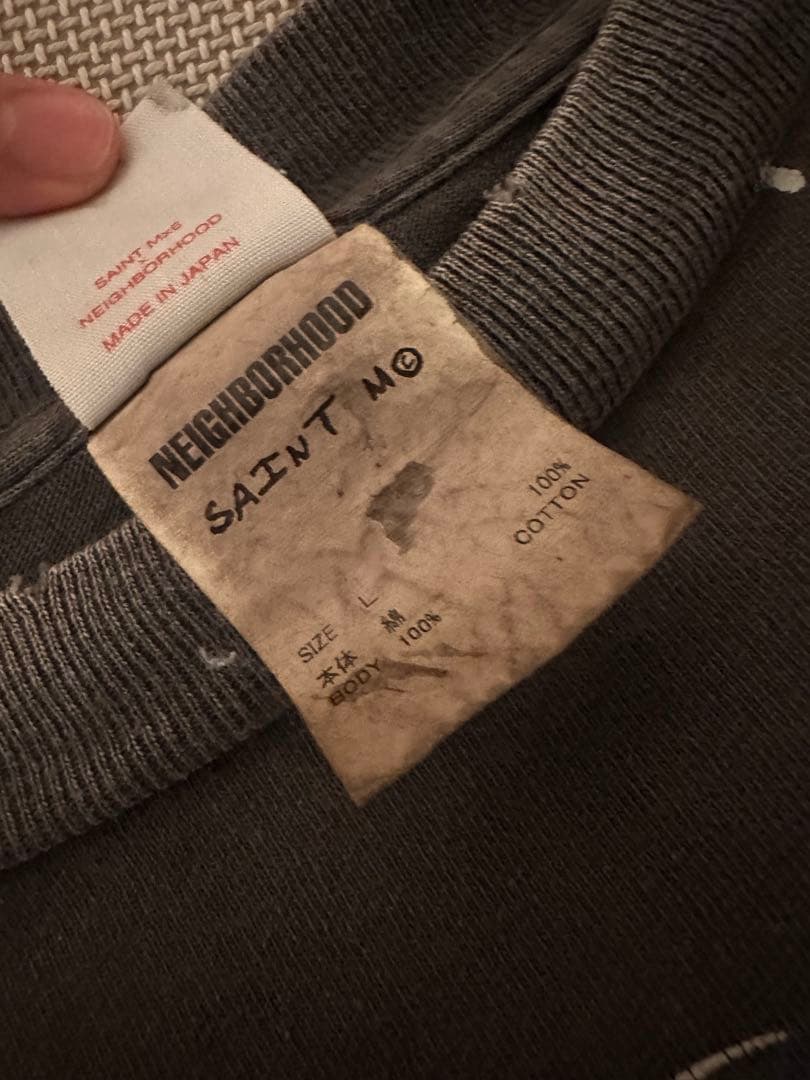 SAINT MxE
NEIGHBORHOOD
MADE IN JAPAN
NEIGHBORHOOD
SAINT M©
100%
COTTON
SIZE L
本体 綿
BODY 100%